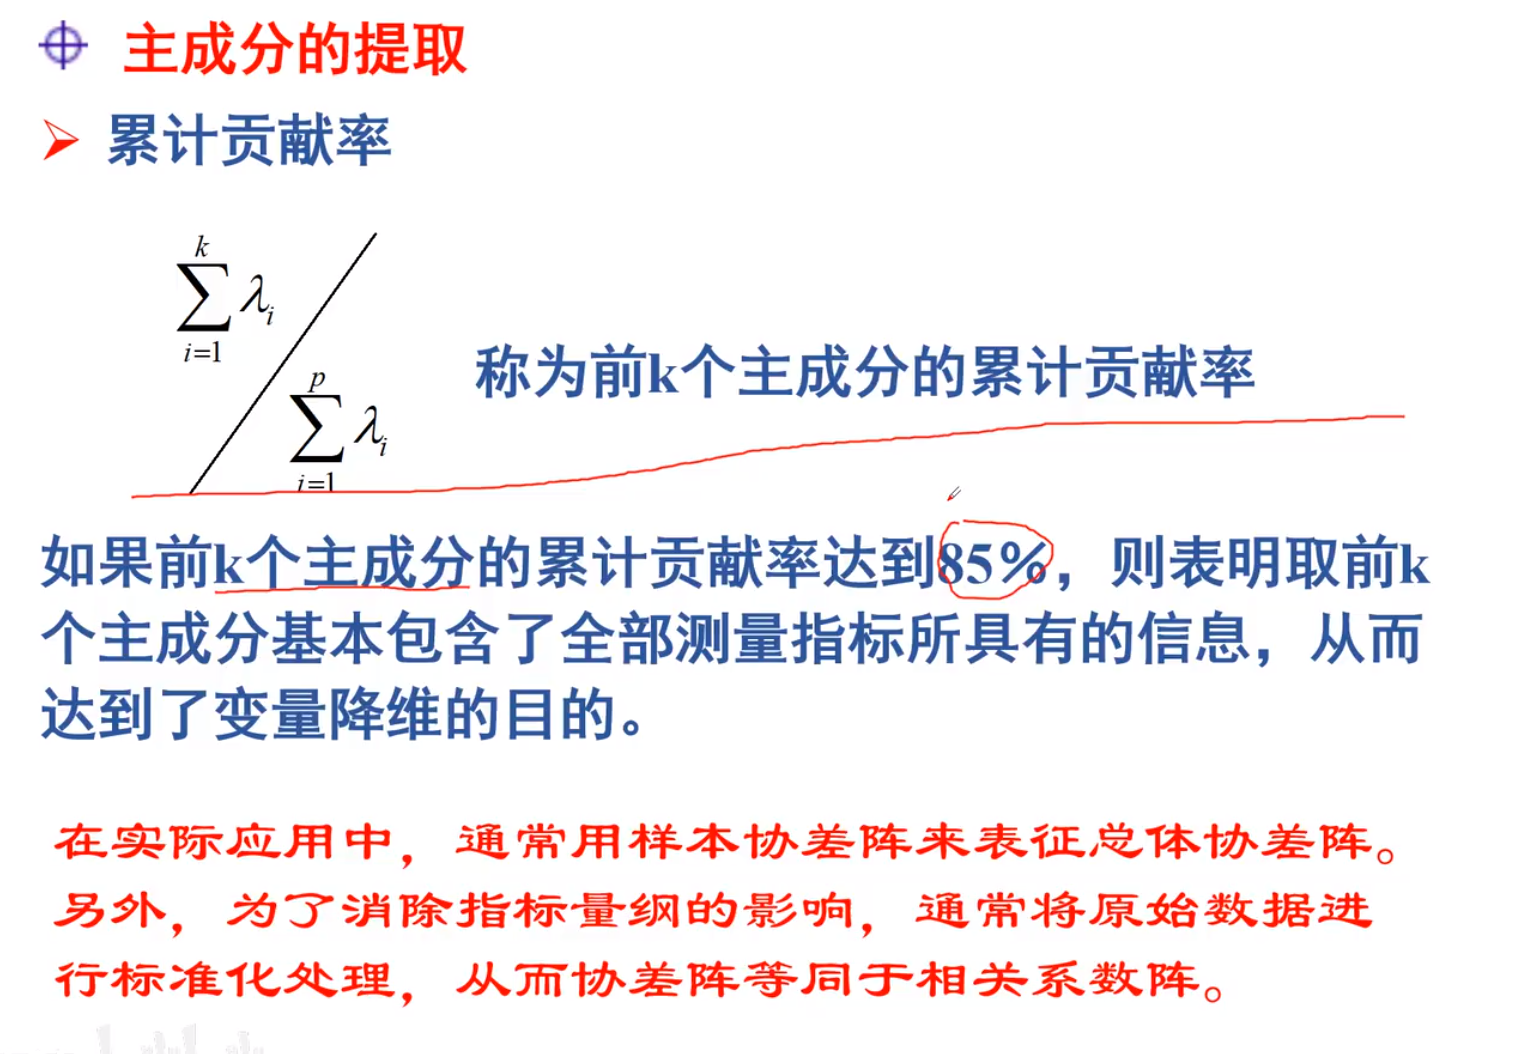 主成分的提取
累计贡献率
k
∑ λi
i=1
p
∑ λi
i=1
称为前k个主成分的累计贡献率
如果前k个主成分的累计贡献率达到85%，则表明取前k
个主成分基本包含了全部测量指标所具有的信息，从而
达到了变量降维的目的。
在实际应用中，通常用样本协差阵来表征总体协差阵。
另外，为了消除指标量纲的影响，通常将原始数据进
行标准化处理，从而协差阵等同于相关系数阵。